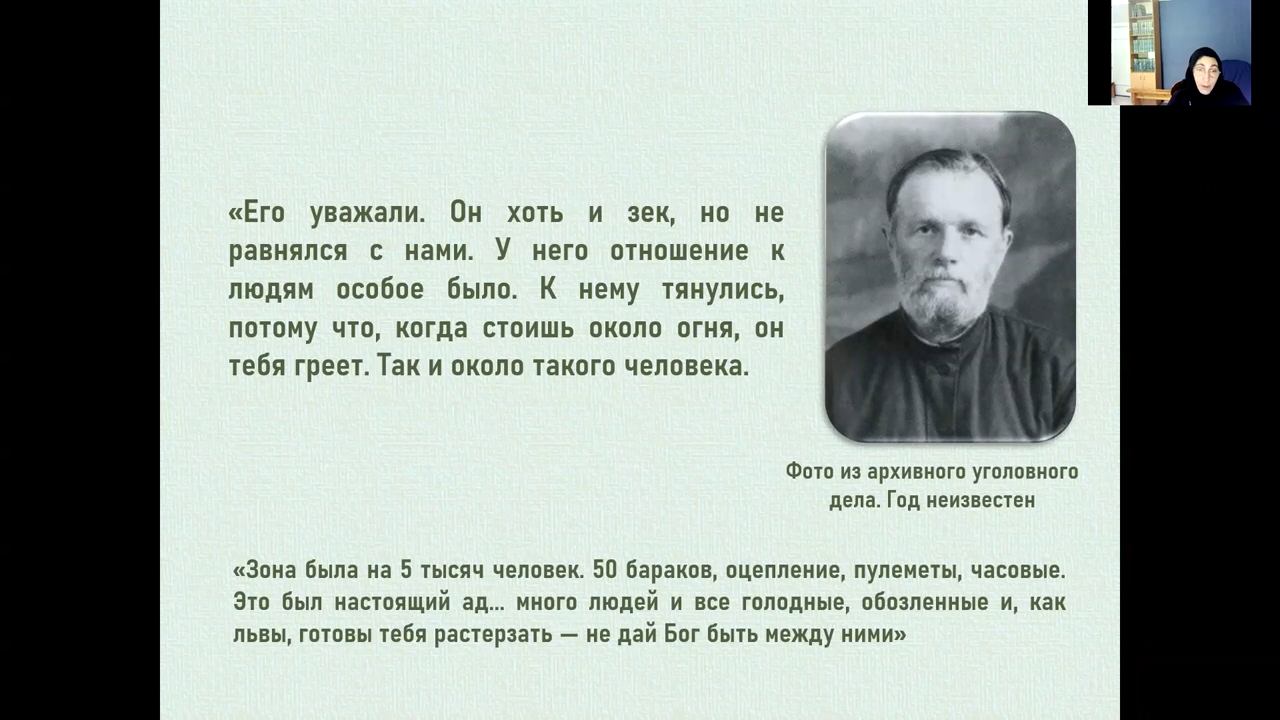 «Его уважали. Он хоть и зек, но не
равнялся с нами. У него отношение к
людям особое было. К нему тянулись,
потому что, когда стоишь около огня, он
тебя греет. Так и около такого человека.
Фото из архивного уголовного
дела. Год неизвестен
«Зона была на 5 тысяч человек. 50 бараков, оцепление, пулеметы, часовые.
Это был настоящий ад... много людей и все голодные, обозленные и, как
львы, готовы тебя растерзать — не дай Бог быть между ними»